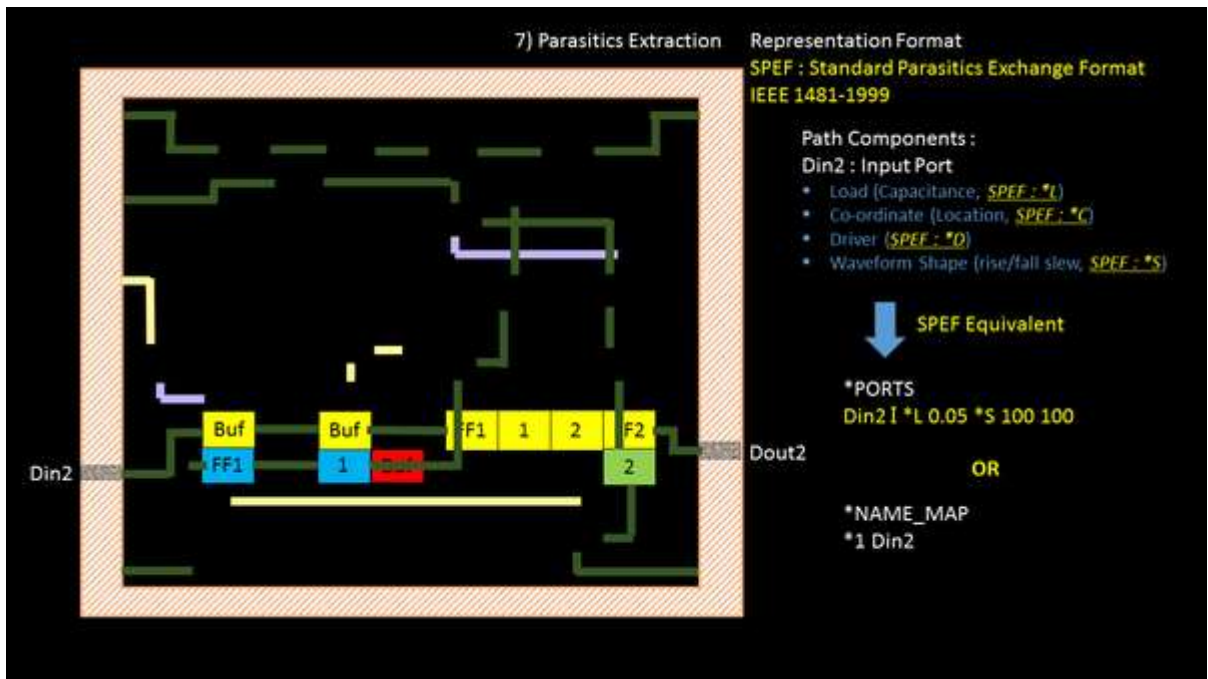 7) Parasitics Extraction
Representation Format
SPEF : Standard Parasitics Exchange Format
IEEE 1481-1999
Path Components :
Din2 : Input Port
• Load (Capacitance, SPEF : *L)
• Co-ordinate (Location, SPEF : *C)
• Driver (SPEF : *D)
• Waveform Shape (rise/fall slew, SPEF : *S)
SPEF Equivalent
*PORTS
Din2 I *L 0.05 *S 100 100
OR
*NAME_MAP
*1 Din2
Buf Buf FF1 1 2 FF2
FF1 1 Buf 2
Din2
Dout2